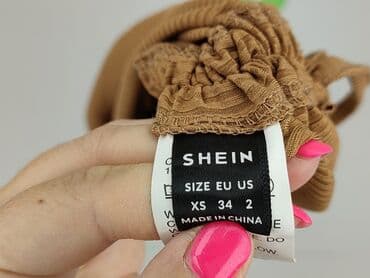 SHEIN
SIZE EU US
XS 34 2
MADE IN CHINA